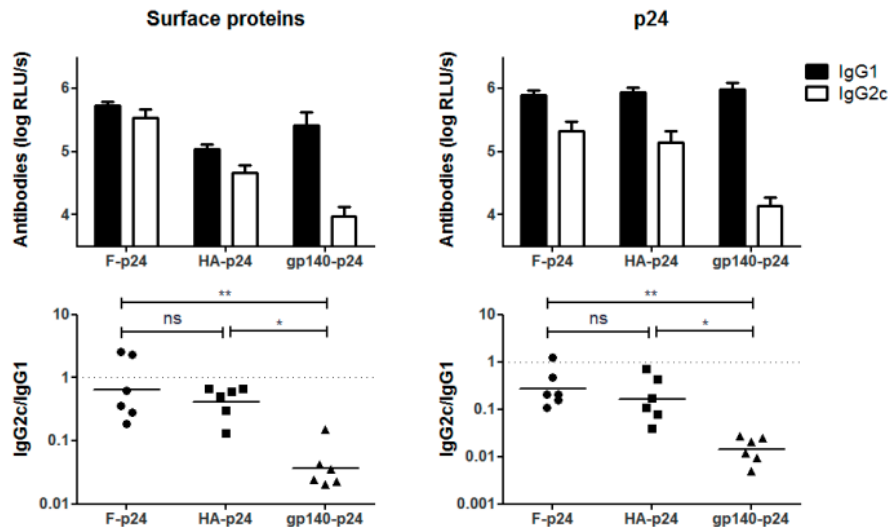 Surface proteins
Antibodies (log RLU/s)
6
5
4
F-p24 HA-p24 gp140-p24
p24
Antibodies (log RLU/s)
6
5
4
F-p24 HA-p24 gp140-p24
IgG1
IgG2c
IgG2c/IgG1
**
ns *
10
1
0.1
0.01
F-p24 HA-p24 gp140-p24
IgG2c/IgG1
**
ns *
10
1
0.1
0.01
0.001
F-p24 HA-p24 gp140-p24